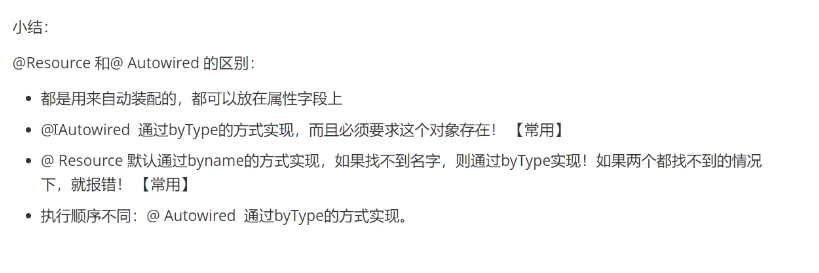 小结：
@Resource 和@ Autowired 的区别：
• 都是用来自动装配的，都可以放在属性字段上
• @Autowired 通过byType的方式实现，而且必须要求这个对象存在！ 【常用】
• @ Resource 默认通过byname的方式实现，如果找不到名字，则通过byType实现！如果两个都找不到的情况
下，就报错！ 【常用】
• 执行顺序不同：@ Autowired 通过byType的方式实现。